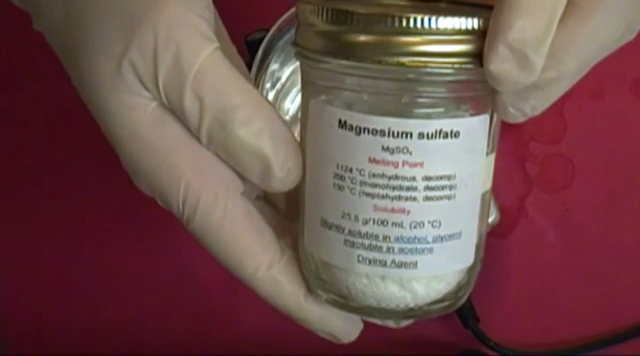 Magnesium sulfate
MgSO₄
Melting Point
1124 °C (anhydrous, decomp)
200 °C (monohydrate, decomp)
150 °C (heptahydrate, decomp)
Solubility
25.5 g/100 mL (20 °C)
Slightly soluble in alcohol, glycerol
insoluble in acetone
Drying Agent